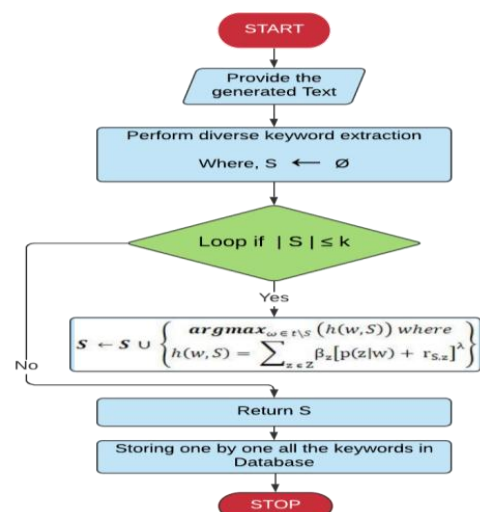 START
Provide the
generated Text
Perform diverse keyword extraction
Where, S ← Ø
Loop if | S | ≤ k
Yes
S ← S ∪ { argmax_{ω ∈ t\S} (h(w,S)) where
h(w,S) = ∑_{z ∈ Z} β_z[p(z|w) + r_{S,z}]^λ }
No
Return S
Storing one by one all the keywords in
Database
STOP